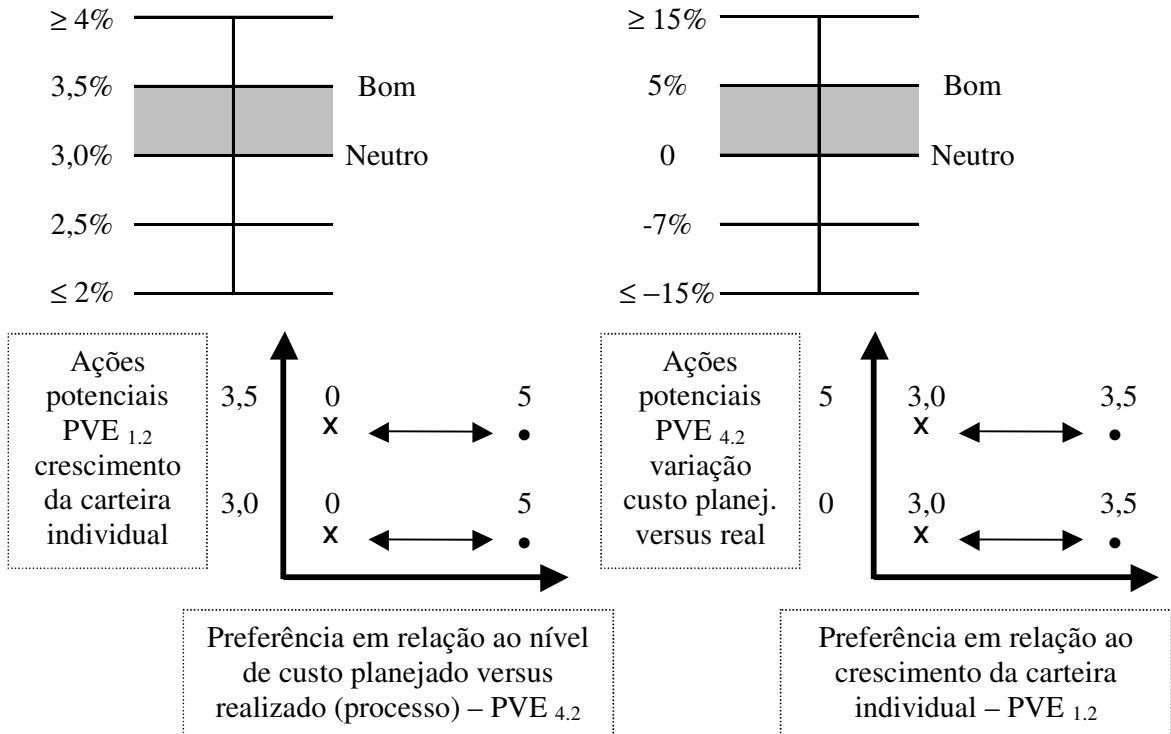 ≥ 4%
3,5% Bom
3,0% Neutro
2,5%
≤ 2%
≥ 15%
5% Bom
0 Neutro
-7%
≤ −15%
Ações
potenciais
PVE 1.2
crescimento
da carteira
individual
3,5 0 5
x
3,0 0 5
x
Preferência em relação ao nível
de custo planejado versus
realizado (processo) – PVE 4.2
Ações
potenciais
PVE 4.2
variação
custo planej.
versus real
5 3,0 3,5
x
0 3,0 3,5
x
Preferência em relação ao
crescimento da carteira
individual – PVE 1.2